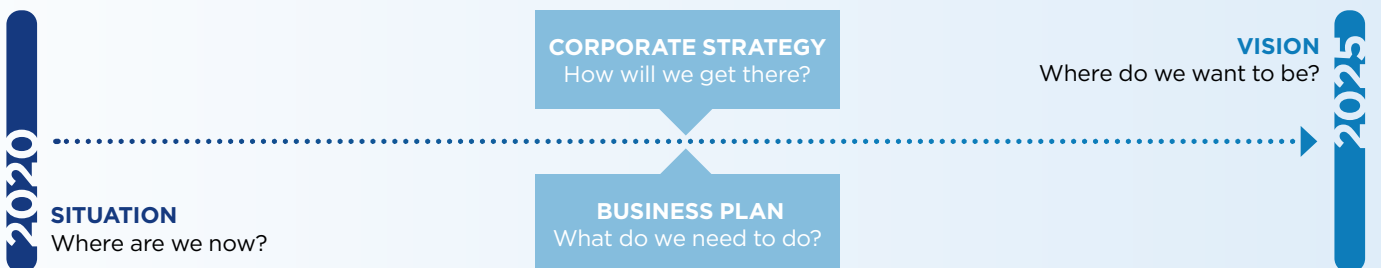 2020
SITUATION
Where are we now?
CORPORATE STRATEGY
How will we get there?
BUSINESS PLAN
What do we need to do?
VISION
Where do we want to be?
2025